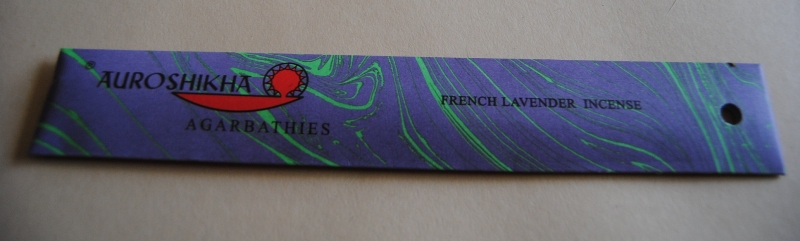 AUROSHIKHA
AGARBATHIES
FRENCH LAVENDER INCENSE